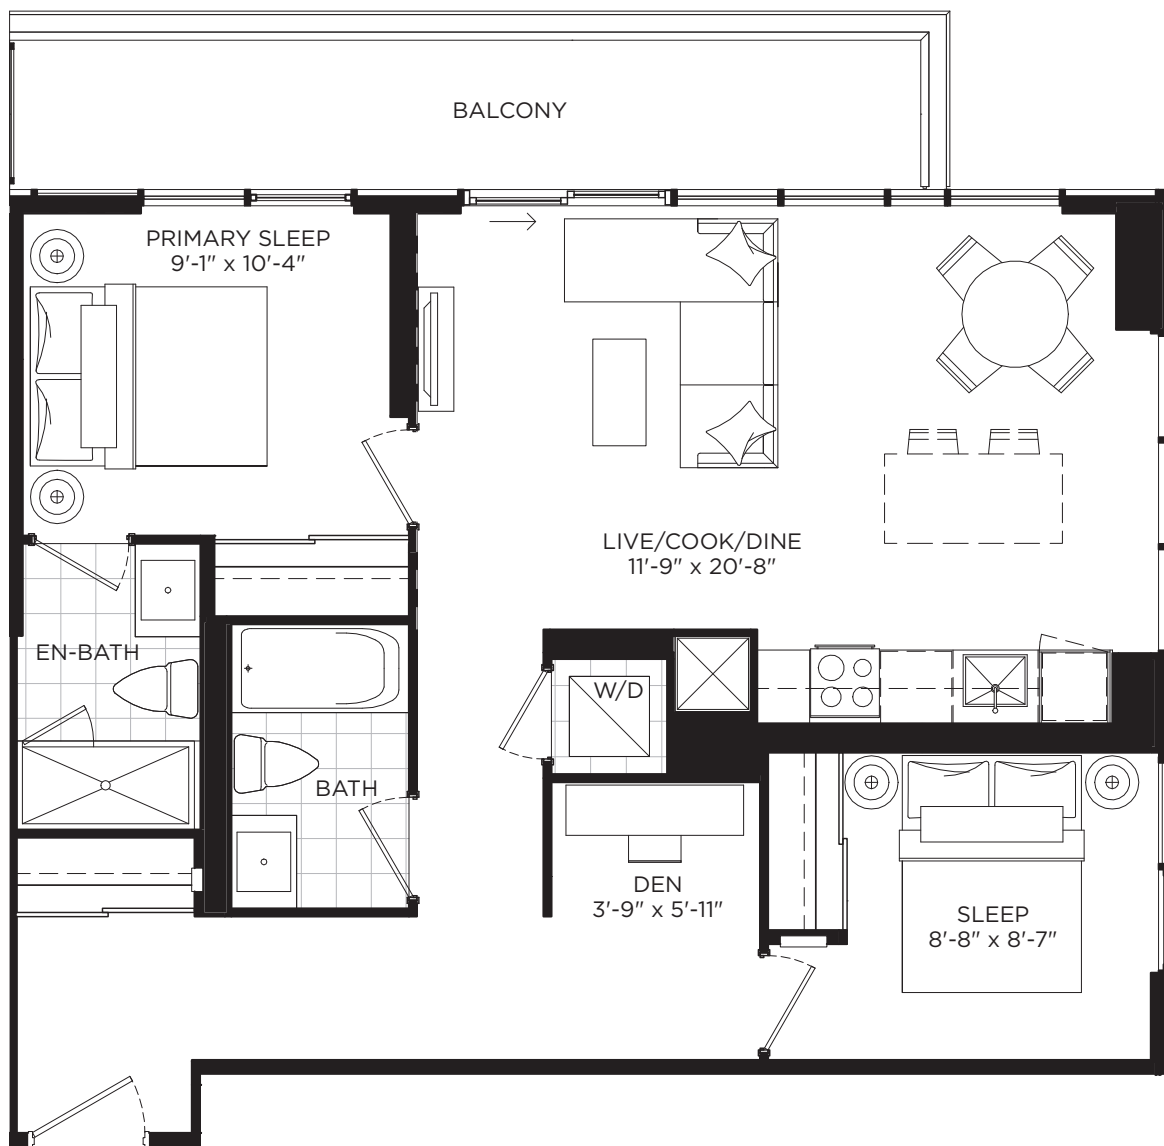 BALCONY
PRIMARY SLEEP
9'-1" x 10'-4"
LIVE/COOK/DINE
11'-9" x 20'-8"
EN-BATH
W/D
BATH
DEN
3'-9" x 5'-11"
SLEEP
8'-8" x 8'-7"